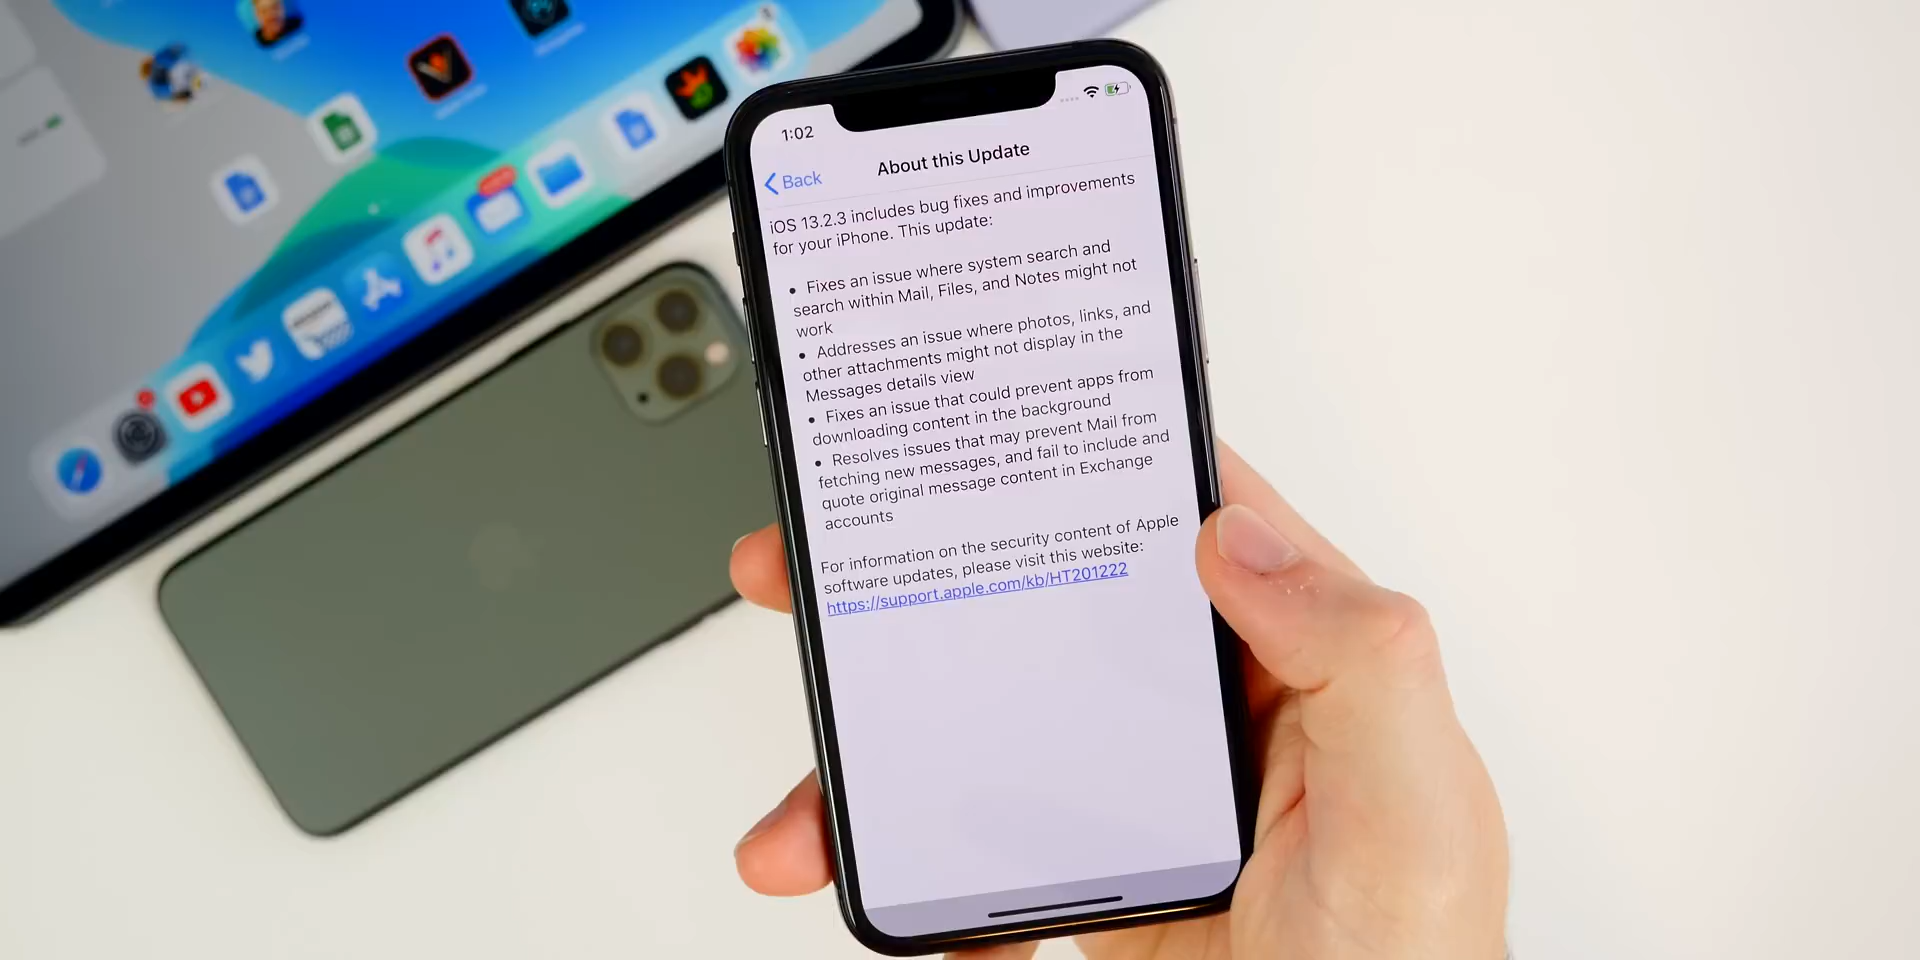 1:02
Back
About this Update
iOS 13.2.3 includes bug fixes and improvements
for your iPhone. This update:
• Fixes an issue where system search and
search within Mail, Files, and Notes might not
work
• Addresses an issue where photos, links, and
other attachments might not display in the
Messages details view
• Fixes an issue that could prevent apps from
downloading content in the background
• Resolves issues that may prevent Mail from
fetching new messages, and fail to include and
quote original message content in Exchange
accounts
For information on the security content of Apple
software updates, please visit this website:
https://support.apple.com/kb/HT201222